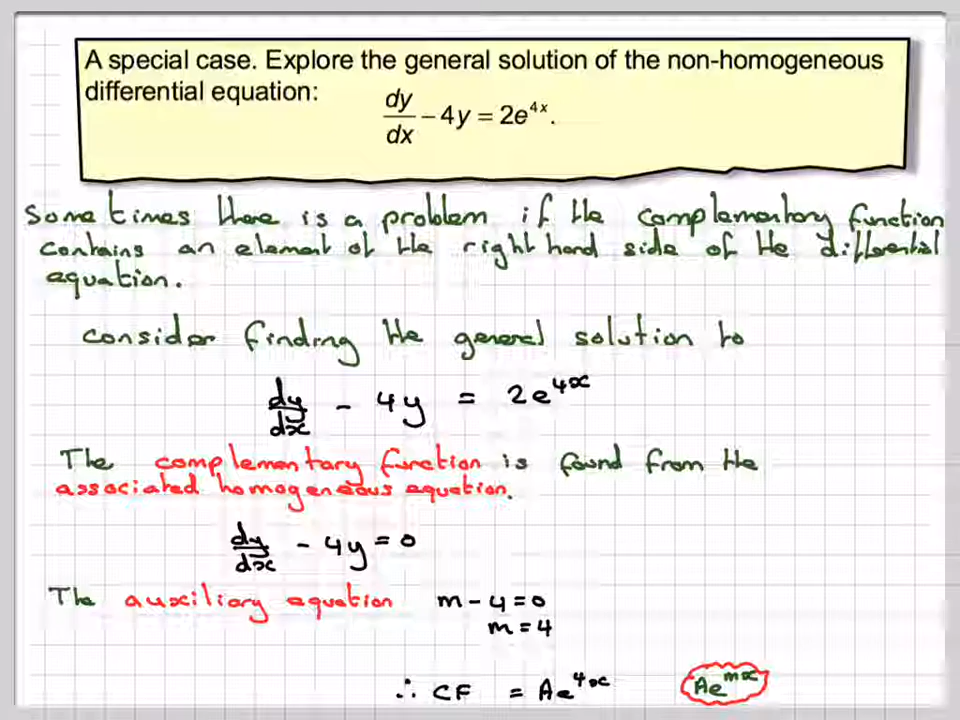 A special case. Explore the general solution of the non-homogeneous
differential equation: dy/dx − 4y = 2e^{4x}.
Sometimes there is a problem if the complementary function
contains an element of the right hand side of the differential
equation.
consider finding the general solution to
dy/dx − 4y = 2e^{4x}
The complementary function is found from the
associated homogeneous equation.
dy/dx − 4y = 0
The auxiliary equation m − 4 = 0
m = 4
∴ CF = Ae^{4x} Ae^{mx}